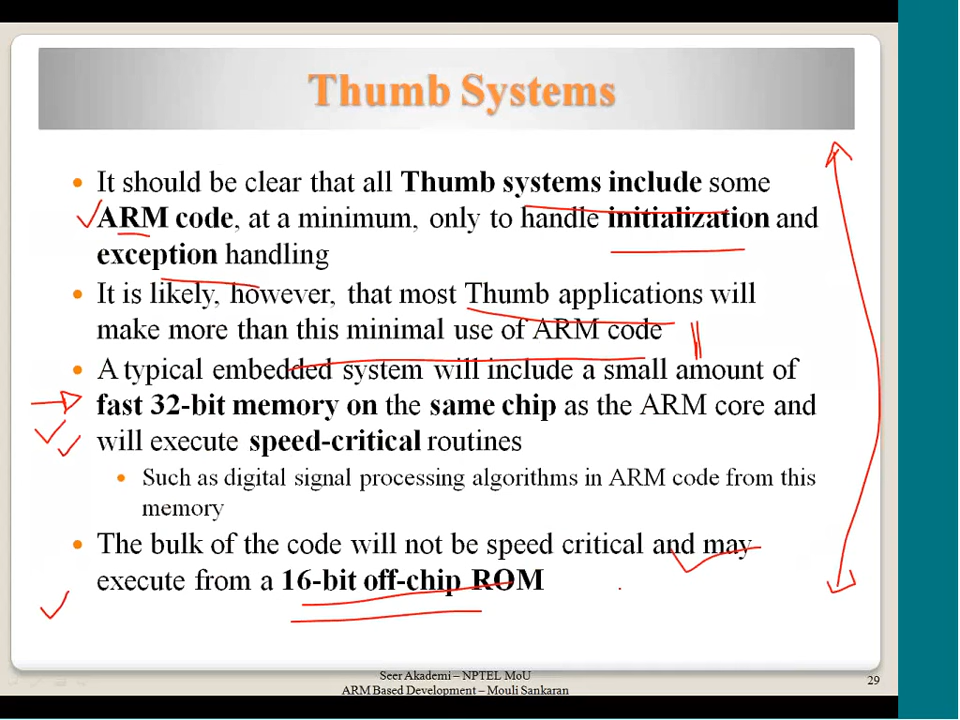 Thumb Systems
• It should be clear that all Thumb systems include some
ARM code, at a minimum, only to handle initialization and
exception handling
• It is likely, however, that most Thumb applications will
make more than this minimal use of ARM code
• A typical embedded system will include a small amount of
fast 32-bit memory on the same chip as the ARM core and
will execute speed-critical routines
• Such as digital signal processing algorithms in ARM code from this
memory
• The bulk of the code will not be speed critical and may
execute from a 16-bit off-chip ROM
Seer Akademi – NPTEL MoU
ARM Based Development – Mouli Sankaran
29